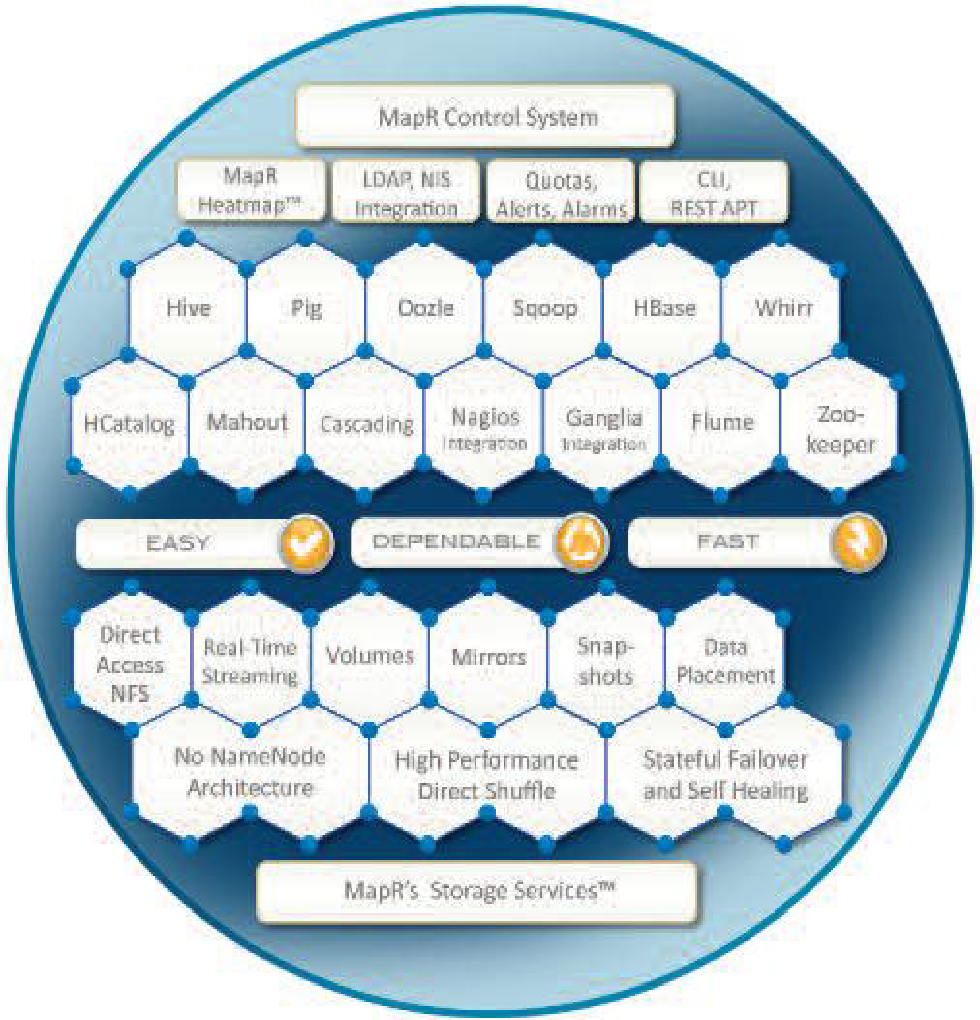 MapR Control System
MapR
Heatmap™
LDAP, NIS
Integration
Quotas,
Alerts, Alarms
CLI,
REST APT
Hive
Pig
Oozle
Sqoop
HBase
Whirr
HCatalog
Mahout
Cascading
Nagios
Integration
Ganglia
Integration
Flume
Zoo-
keeper
EASY
DEPENDABLE
FAST
Direct
Access
NFS
Real-Time
Streaming
Volumes
Mirrors
Snap-
shots
Data
Placement
No NameNode
Architecture
High Performance
Direct Shuffle
Stateful Failover
and Self Healing
MapR's Storage Services™